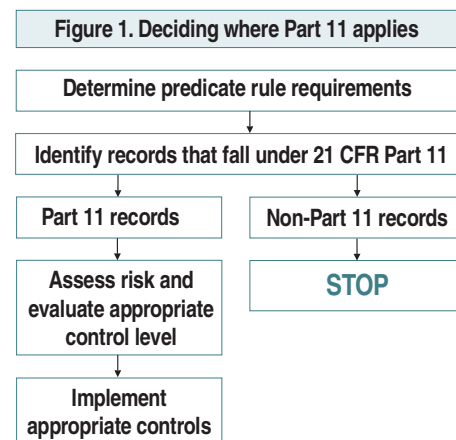 Figure 1. Deciding where Part 11 applies
Determine predicate rule requirements
Identify records that fall under 21 CFR Part 11
Part 11 records
Non-Part 11 records
Assess risk and
evaluate appropriate
control level
STOP
Implement
appropriate controls